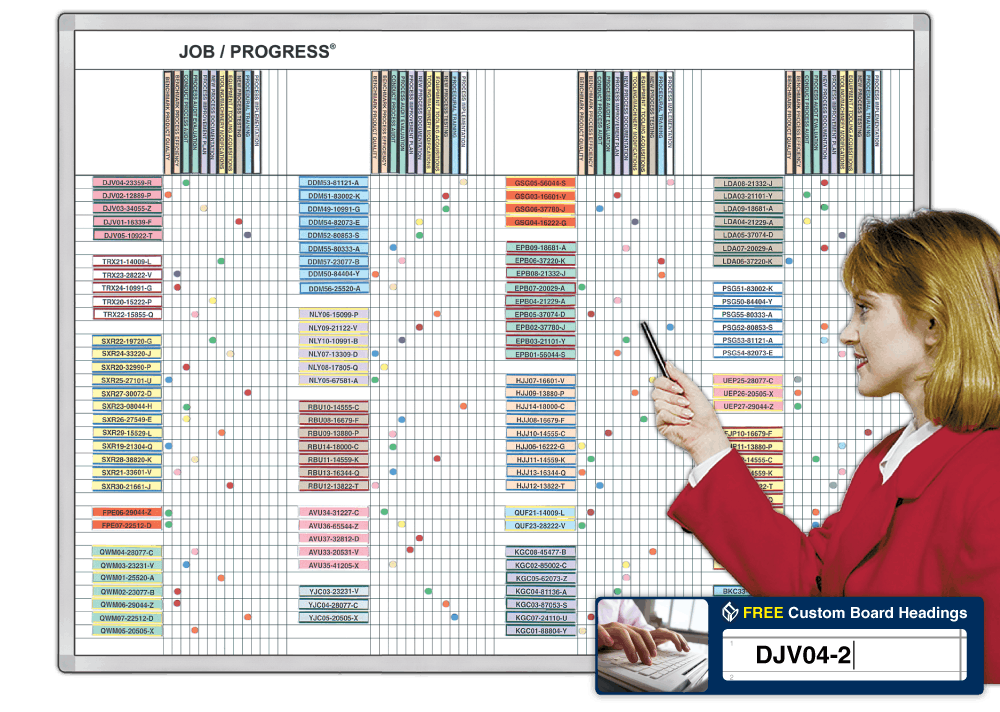 JOB / PROGRESS®
DJV04-23359-R
DJV02-12889-P
DJV03-34055-Z
DJV01-16339-F
DJV05-10922-T
TRX21-14009-L
TRX23-28222-V
TRX24-10991-G
TRX20-15222-P
TRX22-15855-Q
SXR22-19720-G
SXR24-33220-J
SXR20-32990-P
SXR25-27101-U
SXR27-30072-D
SXR23-08044-H
SXR26-27549-E
SXR29-15529-L
SXR19-21304-Q
SXR28-38820-K
SXR21-33601-V
SXR30-21661-J
FPE06-29044-Z
FPE07-22512-D
QWM04-28077-C
QWM03-23231-V
QWM01-25520-A
QWM02-23077-B
QWM06-29044-Z
QWM07-22512-D
QWM05-20505-X
DDM53-81121-A
DDM51-83002-K
DDM49-10991-G
DDM54-82073-E
DDM52-80853-S
DDM55-80333-A
DDM57-23077-B
DDM50-84404-Y
DDM56-25520-A
NLY06-15099-P
NLY09-21122-V
NLY10-10991-B
NLY07-13309-D
NLY08-17805-Q
NLY05-67581-A
RBU10-14555-C
RBU08-16679-F
RBU09-13880-P
RBU14-18000-C
RBU11-14559-K
RBU13-16344-Q
RBU12-13822-T
AVU34-31227-C
AVU36-65544-Z
AVU37-32812-D
AVU33-20531-V
AVU35-41205-X
YJC03-23231-V
YJC04-28077-C
YJC05-20505-X
GSG05-56044-S
GSG03-16601-V
GSG06-37780-J
GSG04-16222-G
EPB09-18681-A
EPB06-37220-K
EPB08-21332-J
EPB07-20029-A
EPB04-21229-A
EPB05-37074-D
EPB02-37780-J
EPB03-21101-Y
EPB01-56044-S
HJJ07-16601-V
HJJ09-13880-P
HJJ14-18000-C
HJJ08-16679-F
HJJ10-14555-C
HJJ06-16222-G
HJJ11-14559-K
HJJ13-16344-Q
HJJ12-13822-T
QUF21-14009-L
QUF23-28222-V
KGC08-45477-B
KGC02-85002-C
KGC05-62073-Z
KGC04-81136-A
KGC03-87053-S
KGC07-24110-U
KGC01-88804-Y
LDA08-21332-J
LDA03-21101-Y
LDA09-18681-A
LDA04-21229-A
LDA05-37074-D
LDA07-20029-A
LDA06-37220-K
PSG51-83002-K
PSG50-84404-Y
PSG55-80333-A
PSG52-80853-S
PSG53-81121-A
PSG54-82073-E
UEP25-28077-C
UEP26-20505-X
UEP27-29044-Z
FJP10-16679-F
FREE Custom Board Headings
1
DJV04-2
2